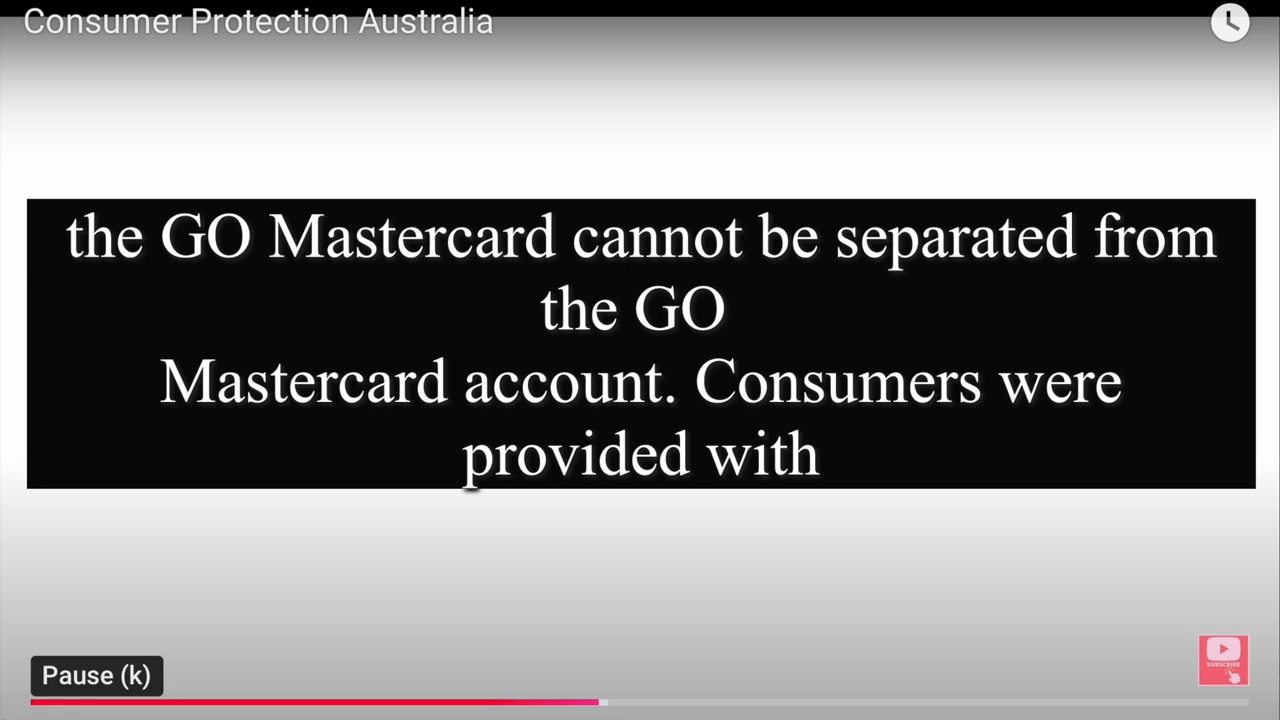 Consumer Protection Australia
the GO Mastercard cannot be separated from
the GO
Mastercard account. Consumers were
provided with
SUBSCRIBE
Pause (k)